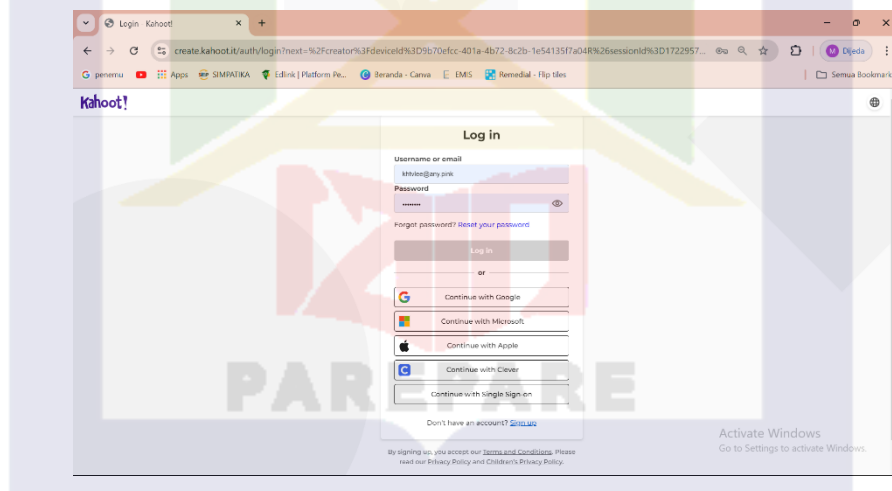 Login - Kahoot!
create.kahoot.it/auth/login?next=%2Fcreator%3FdeviceId%3D9b70efcc-401a-4b72-8c2b-1e54135f7a04R%26sessionId%3D1722957...
Djeda
penemu Apps SIMPATIKA Edlink | Platform Pe... Beranda - Canva EMIS Remedial - Flip tiles Semua Bookmark
Kahoot!
Log in
Username or email
khtvlee@any.pink
Password
Forgot password? Reset your password
Log in
or
Continue with Google
Continue with Microsoft
Continue with Apple
Continue with Clever
Continue with Single Sign-on
PAREPARE
Don't have an account? Sign up
Activate Windows
Go to Settings to activate Windows.
By signing up, you accept our Terms and Conditions. Please
read our Privacy Policy and Children's Privacy Policy.